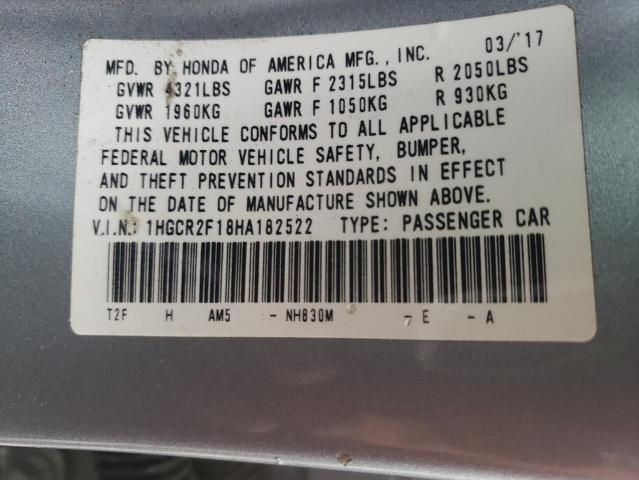 MFD. BY HONDA OF AMERICA MFG., INC. 03/'17
GVWR 4321LBS GAWR F 2315LBS R 2050LBS
GVWR 1960KG GAWR F 1050KG R 930KG
THIS VEHICLE CONFORMS TO ALL APPLICABLE
FEDERAL MOTOR VEHICLE SAFETY, BUMPER,
AND THEFT PREVENTION STANDARDS IN EFFECT
ON THE DATE OF MANUFACTURE SHOWN ABOVE.
V.I.N.: 1HGCR2F18HA182522 TYPE: PASSENGER CAR
T2F H AM5 - NH830M - E - A